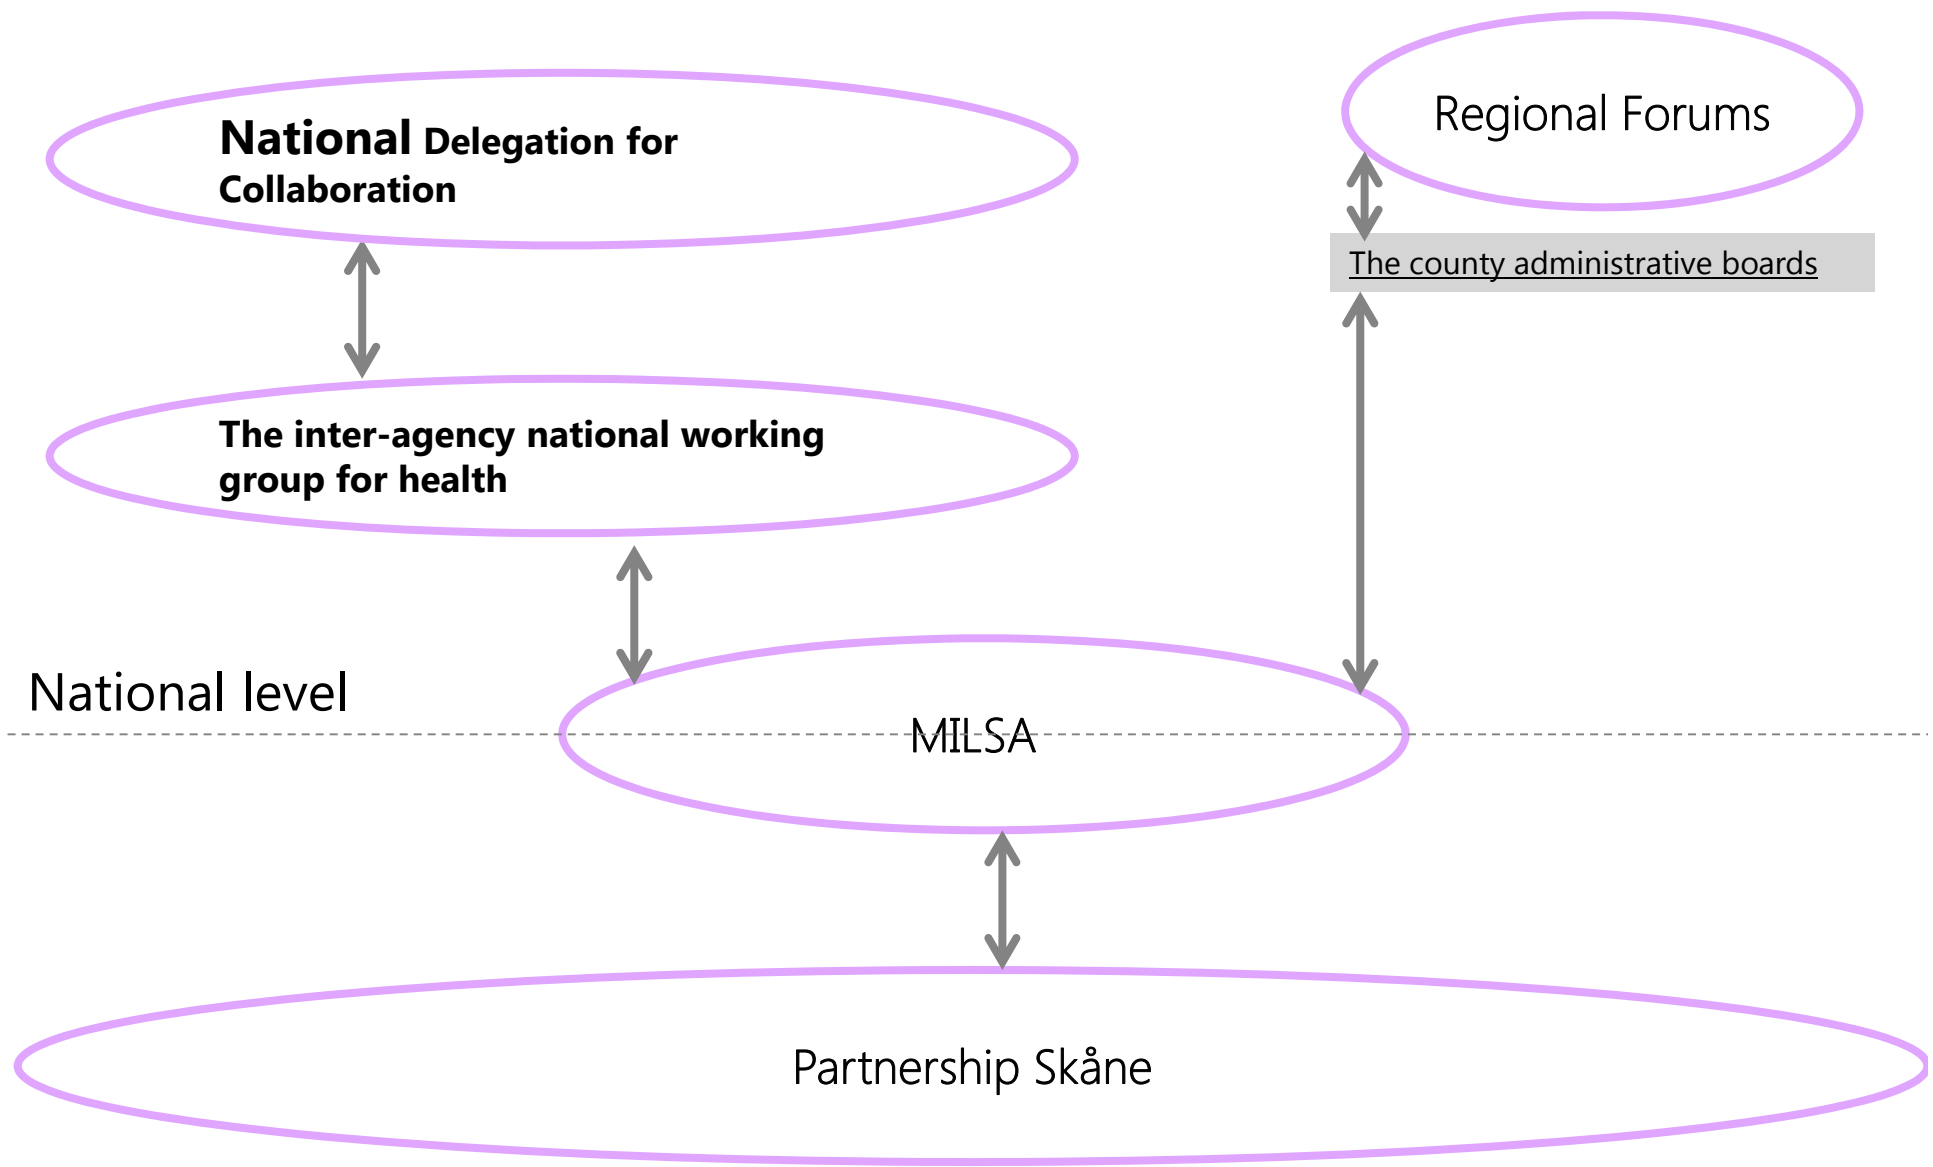 National Delegation for
Collaboration
Regional Forums
The county administrative boards
The inter-agency national working
group for health
National level
MILSA
Partnership Skåne